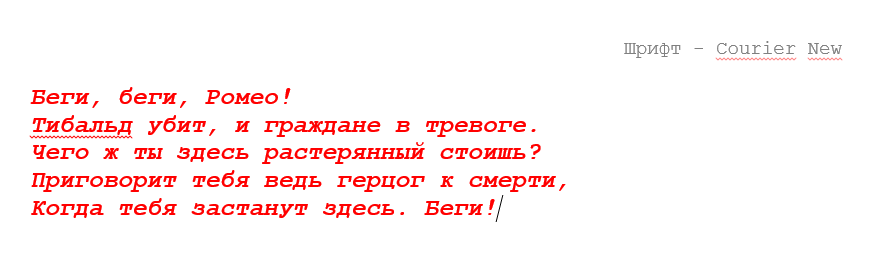 Шрифт – Courier New
Беги, беги, Ромео!
Тибальд убит, и граждане в тревоге.
Чего ж ты здесь растерянный стоишь?
Приговорит тебя ведь герцог к смерти,
Когда тебя застанут здесь. Беги!